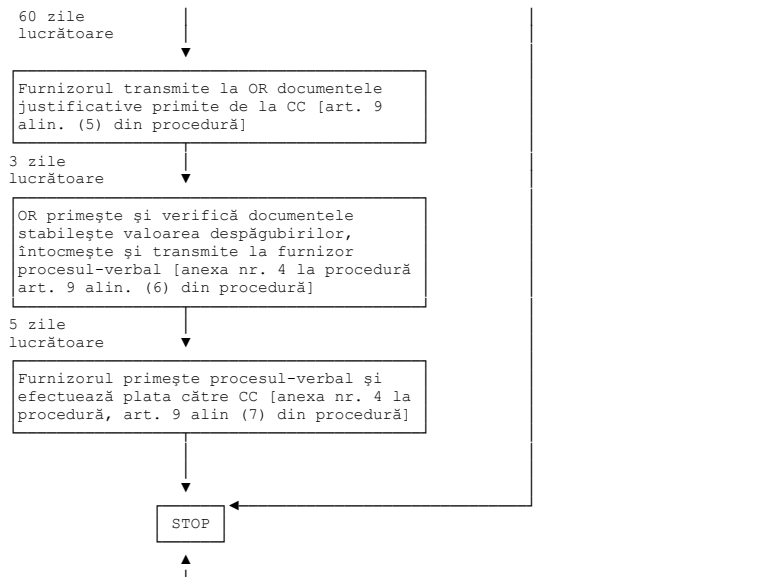 60 zile
lucrătoare
Furnizorul transmite la OR documentele
justificative primite de la CC [art. 9
alin. (5) din procedură]
3 zile
lucrătoare
OR primeşte şi verifică documentele
stabileşte valoarea despăgubirilor,
întocmeşte şi transmite la furnizor
procesul-verbal [anexa nr. 4 la procedură
art. 9 alin. (6) din procedură]
5 zile
lucrătoare
Furnizorul primeşte procesul-verbal şi
efectuează plata către CC [anexa nr. 4 la
procedură, art. 9 alin (7) din procedură]
STOP